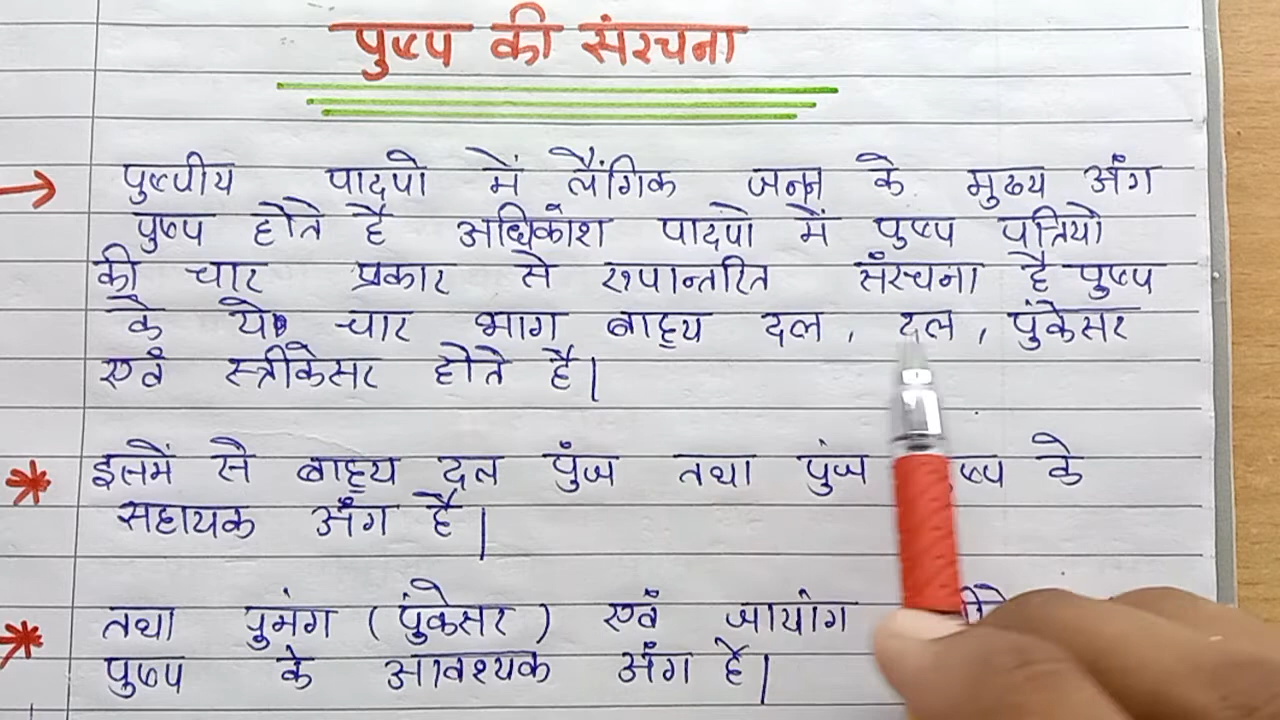 पुष्प की संरचना
पुष्पीय पादपो में लैंगिक जनन के मुख्य अंग
पुष्प होते है अधिकांश पादपो में पुष्प पत्तियो
की चार प्रकार से रुपान्तरित संरचना है पुष्प
के ये चार भाग बाह्य दल, दल, पुंकेसर
एवं स्त्रीकेसर होते है।
इसमें से बाह्य दल पुंज तथा पुंज के
सहायक अंग है।
तथा पुमंग (पुंकेसर) एवं जायांग
पुष्प के आवश्यक अंग है।